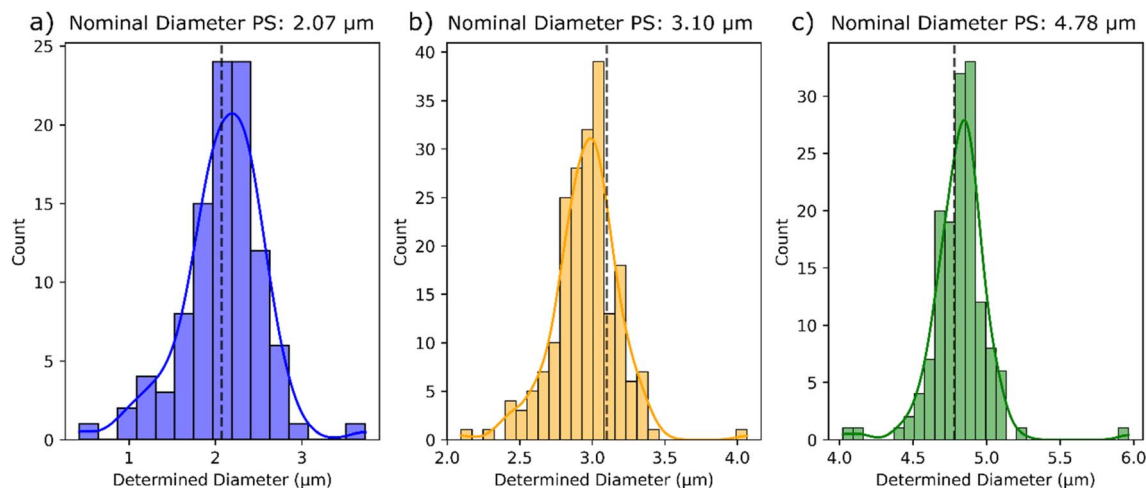 a) Nominal Diameter PS: 2.07 μm
25
20
15
10
5
0
Count
1 2 3
Determined Diameter (μm)
b) Nominal Diameter PS: 3.10 μm
40
35
30
25
20
15
10
5
0
Count
2.0 2.5 3.0 3.5 4.0
Determined Diameter (μm)
c) Nominal Diameter PS: 4.78 μm
30
25
20
15
10
5
0
Count
4.0 4.5 5.0 5.5 6.0
Determined Diameter (μm)